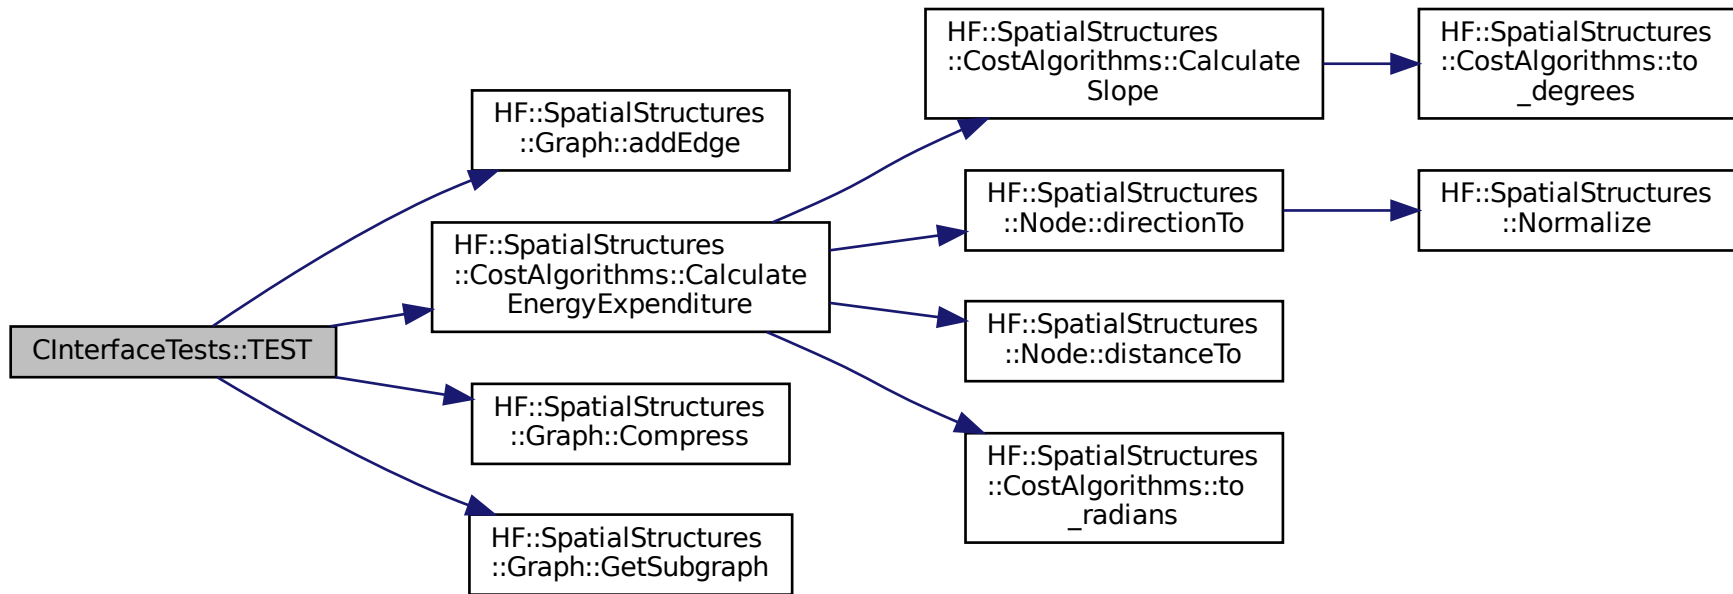 CInterfaceTests::TEST
HF::SpatialStructures
::Graph::addEdge
HF::SpatialStructures
::CostAlgorithms::Calculate
EnergyExpenditure
HF::SpatialStructures
::Graph::Compress
HF::SpatialStructures
::Graph::GetSubgraph
HF::SpatialStructures
::CostAlgorithms::Calculate
Slope
HF::SpatialStructures
::Node::directionTo
HF::SpatialStructures
::Node::distanceTo
HF::SpatialStructures
::CostAlgorithms::to
_radians
HF::SpatialStructures
::CostAlgorithms::to
_degrees
HF::SpatialStructures
::Normalize